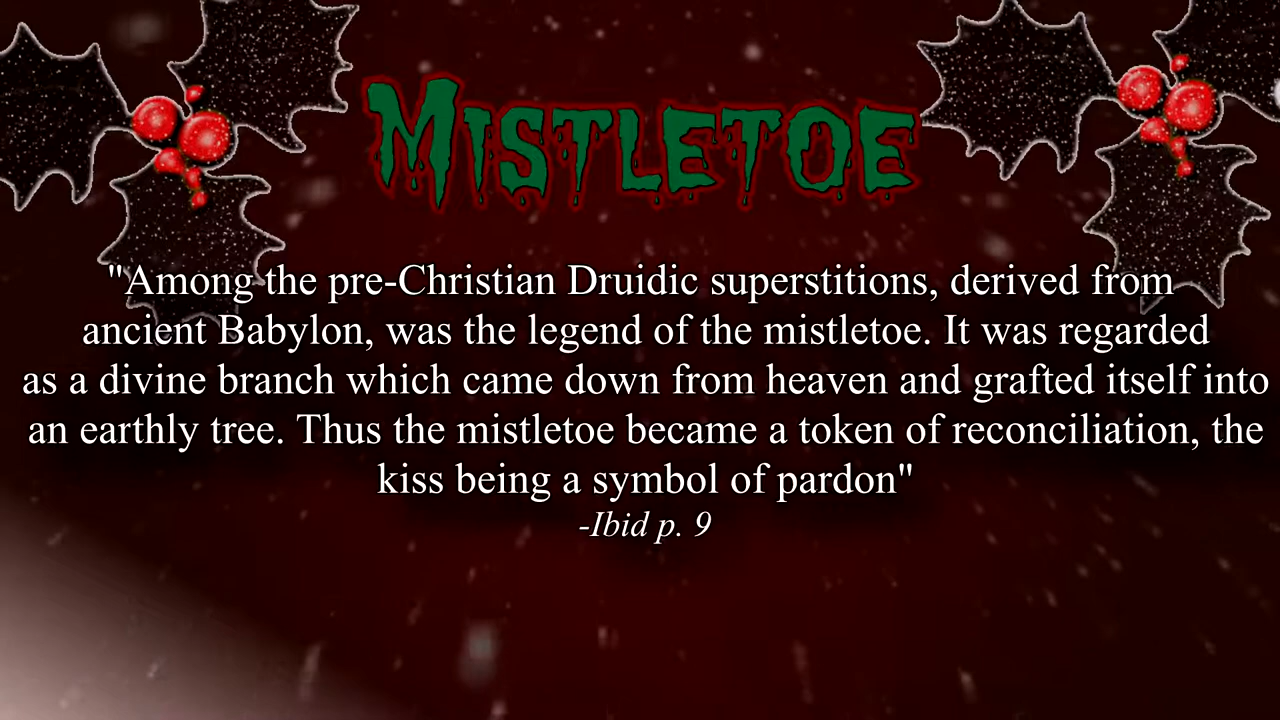 Mistletoe
"Among the pre-Christian Druidic superstitions, derived from
ancient Babylon, was the legend of the mistletoe. It was regarded
as a divine branch which came down from heaven and grafted itself into
an earthly tree. Thus the mistletoe became a token of reconciliation, the
kiss being a symbol of pardon"
-Ibid p. 9